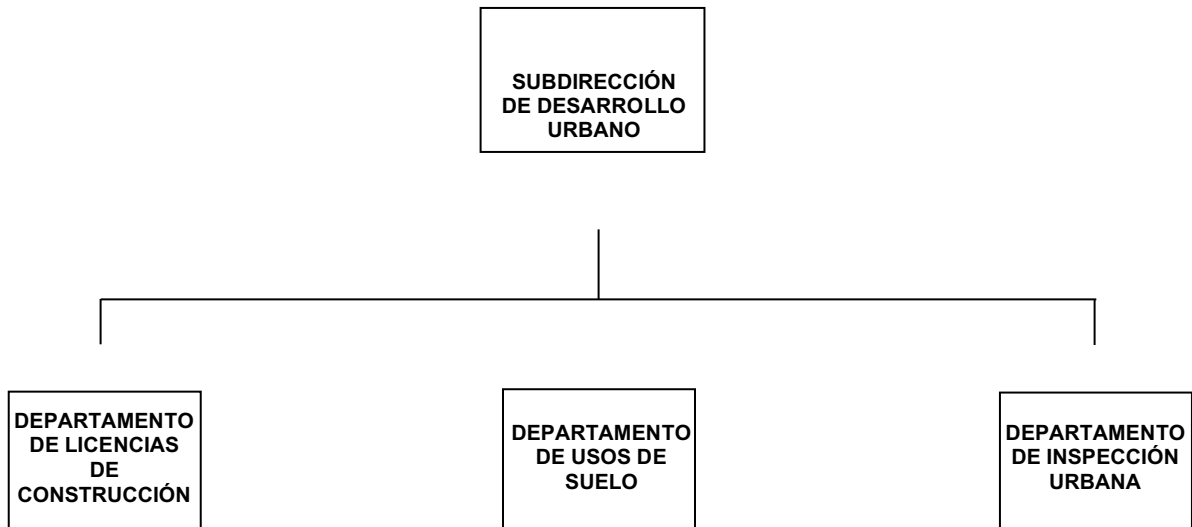 SUBDIRECCIÓN
DE DESARROLLO
URBANO
DEPARTAMENTO
DE LICENCIAS
DE
CONSTRUCCIÓN
DEPARTAMENTO
DE USOS DE
SUELO
DEPARTAMENTO
DE INSPECCIÓN
URBANA